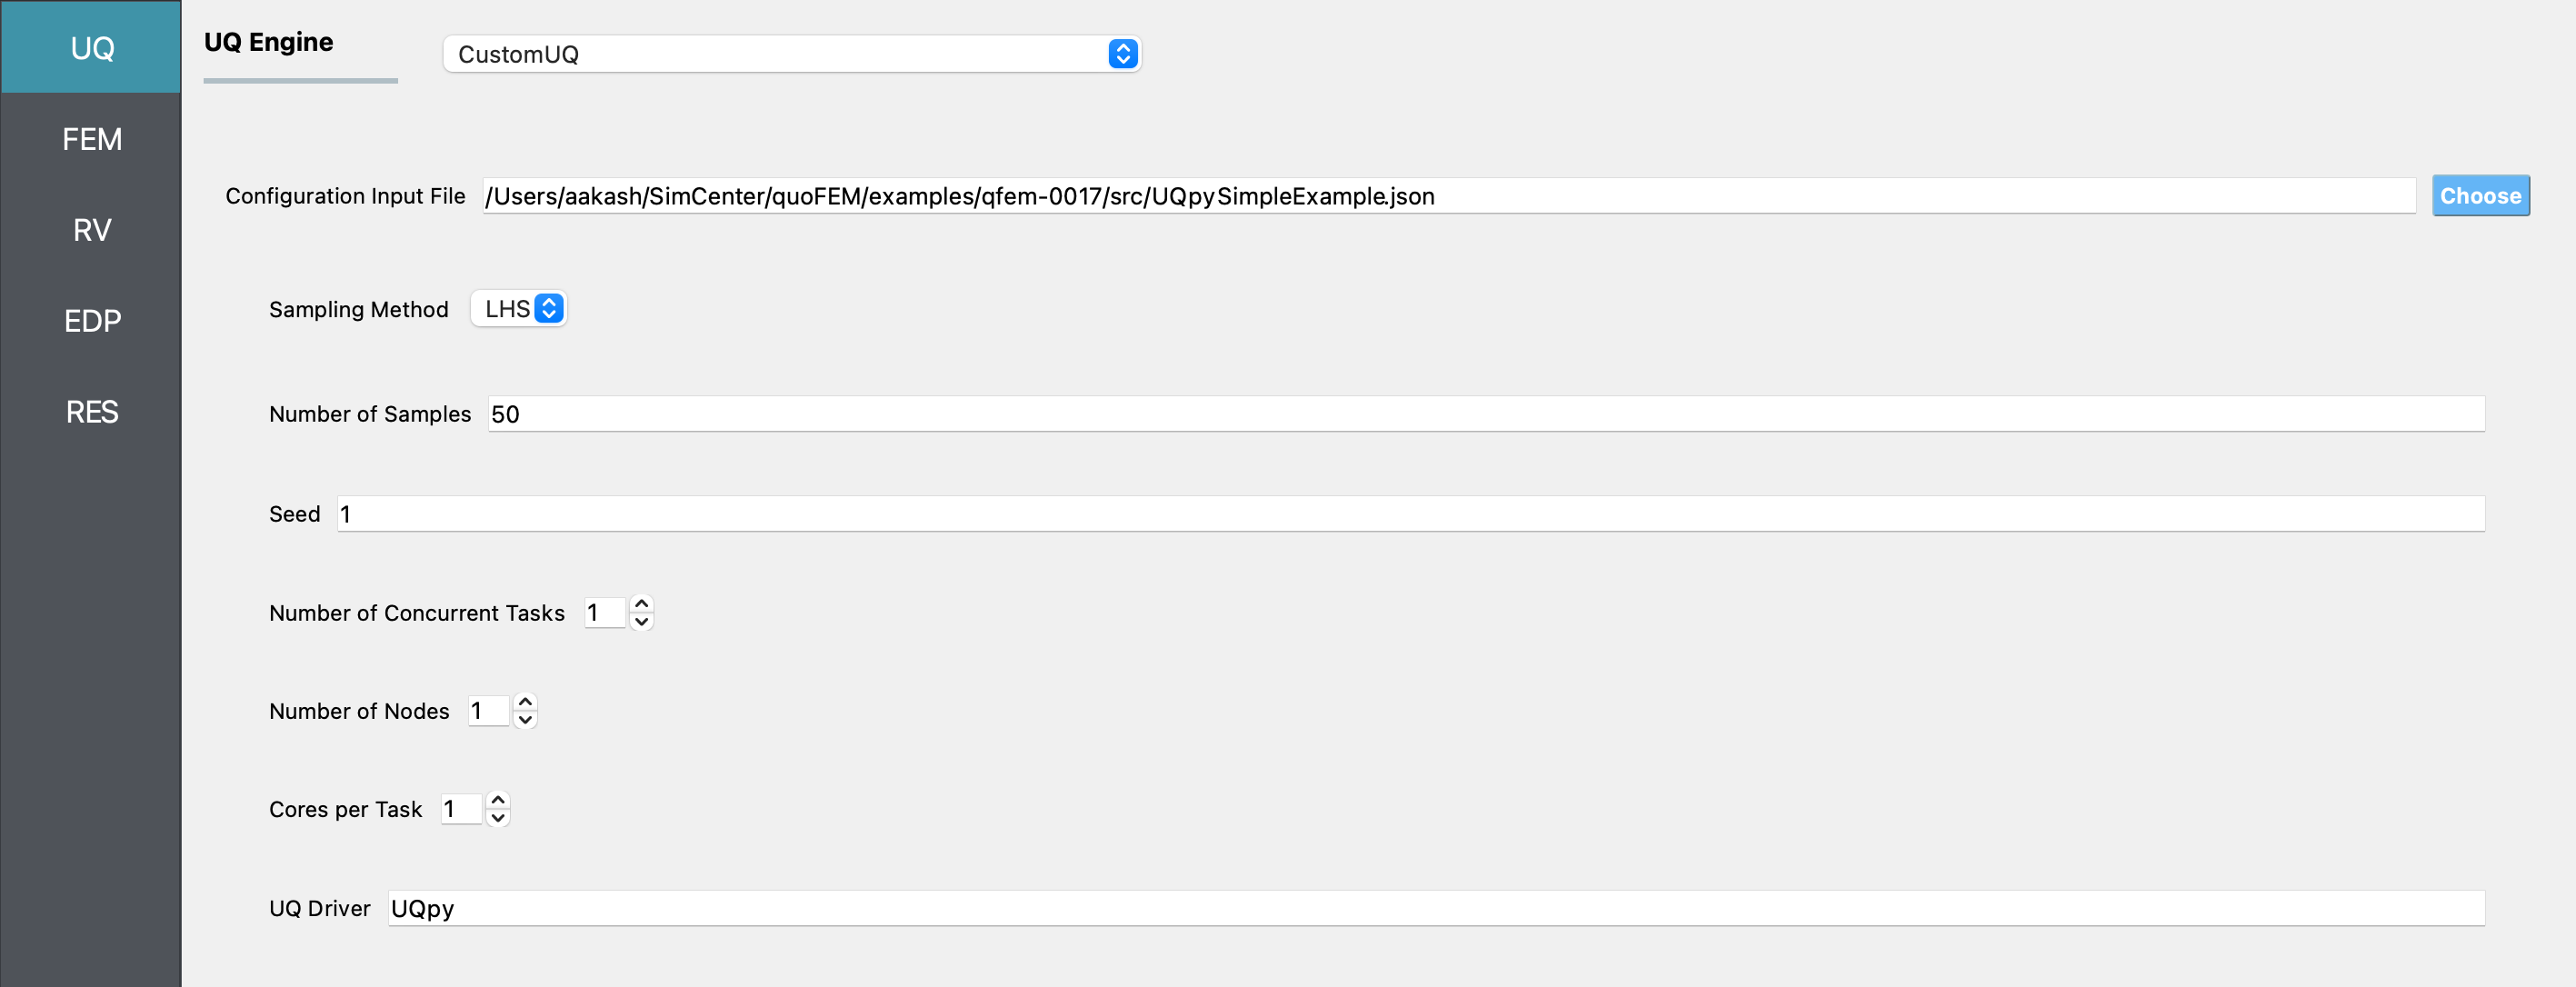 UQ
FEM
RV
EDP
RES
UQ Engine CustomUQ
Configuration Input File /Users/aakash/SimCenter/quoFEM/examples/qfem-0017/src/UQpySimpleExample.json Choose
Sampling Method LHS
Number of Samples 50
Seed 1
Number of Concurrent Tasks 1
Number of Nodes 1
Cores per Task 1
UQ Driver UQpy